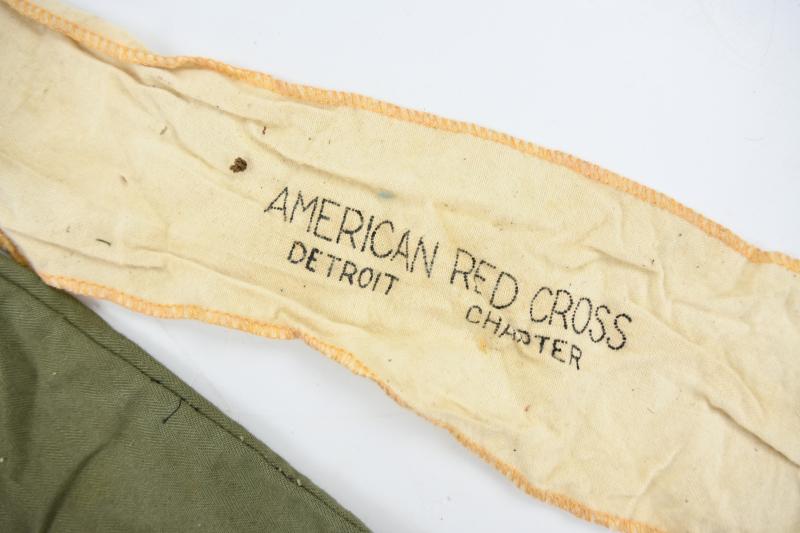 AMERICAN RED CROSS
DETROIT CHAPTER